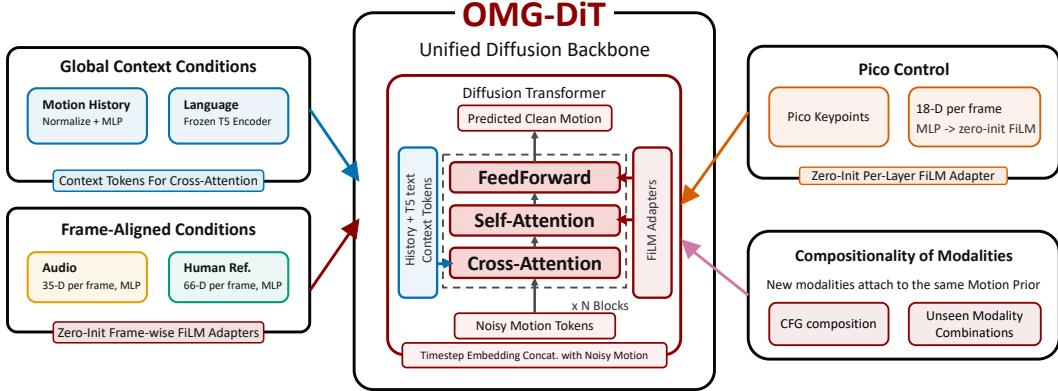 OMG-DiT
Unified Diffusion Backbone
Global Context Conditions
Motion History
Normalize + MLP
Language
Frozen T5 Encoder
Context Tokens For Cross-Attention
Frame-Aligned Conditions
Audio
35-D per frame, MLP
Human Ref.
66-D per frame, MLP
Zero-Init Frame-wise FiLM Adapters
Diffusion Transformer
Predicted Clean Motion
History + T5 text
Context Tokens
FeedForward
Self-Attention
Cross-Attention
FiLM Adapters
x N Blocks
Noisy Motion Tokens
Timestep Embedding Concat. with Noisy Motion
Pico Control
Pico Keypoints
18-D per frame
MLP -> zero-init FiLM
Zero-Init Per-Layer FiLM Adapter
Compositionality of Modalities
New modalities attach to the same Motion Prior
CFG composition
Unseen Modality
Combinations